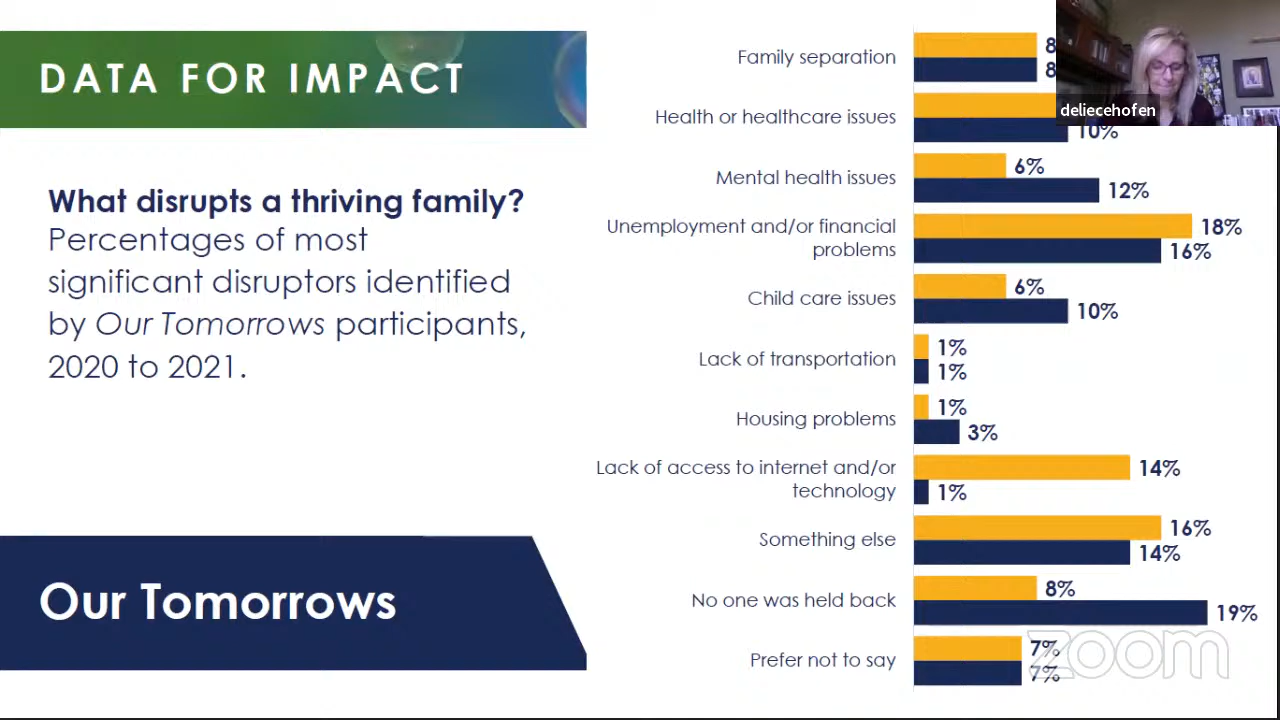 DATA FOR IMPACT
What disrupts a thriving family?
Percentages of most
significant disruptors identified
by Our Tomorrows participants,
2020 to 2021.
Our Tomorrows
Family separation
8
8
Health or healthcare issues
10%
Mental health issues
6%
12%
Unemployment and/or financial
problems
18%
16%
Child care issues
6%
10%
Lack of transportation
1%
1%
Housing problems
1%
3%
Lack of access to internet and/or
technology
14%
1%
Something else
16%
14%
No one was held back
8%
19%
Prefer not to say
7%
7%
deliecehofen
zoom